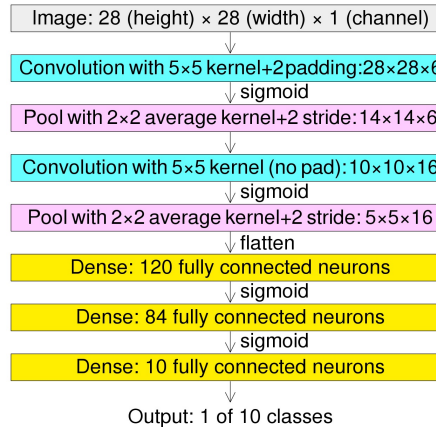 Image: 28 (height) × 28 (width) × 1 (channel)
Convolution with 5×5 kernel+2padding:28×28×6
sigmoid
Pool with 2×2 average kernel+2 stride:14×14×6
Convolution with 5×5 kernel (no pad):10×10×16
sigmoid
Pool with 2×2 average kernel+2 stride: 5×5×16
flatten
Dense: 120 fully connected neurons
sigmoid
Dense: 84 fully connected neurons
sigmoid
Dense: 10 fully connected neurons
Output: 1 of 10 classes